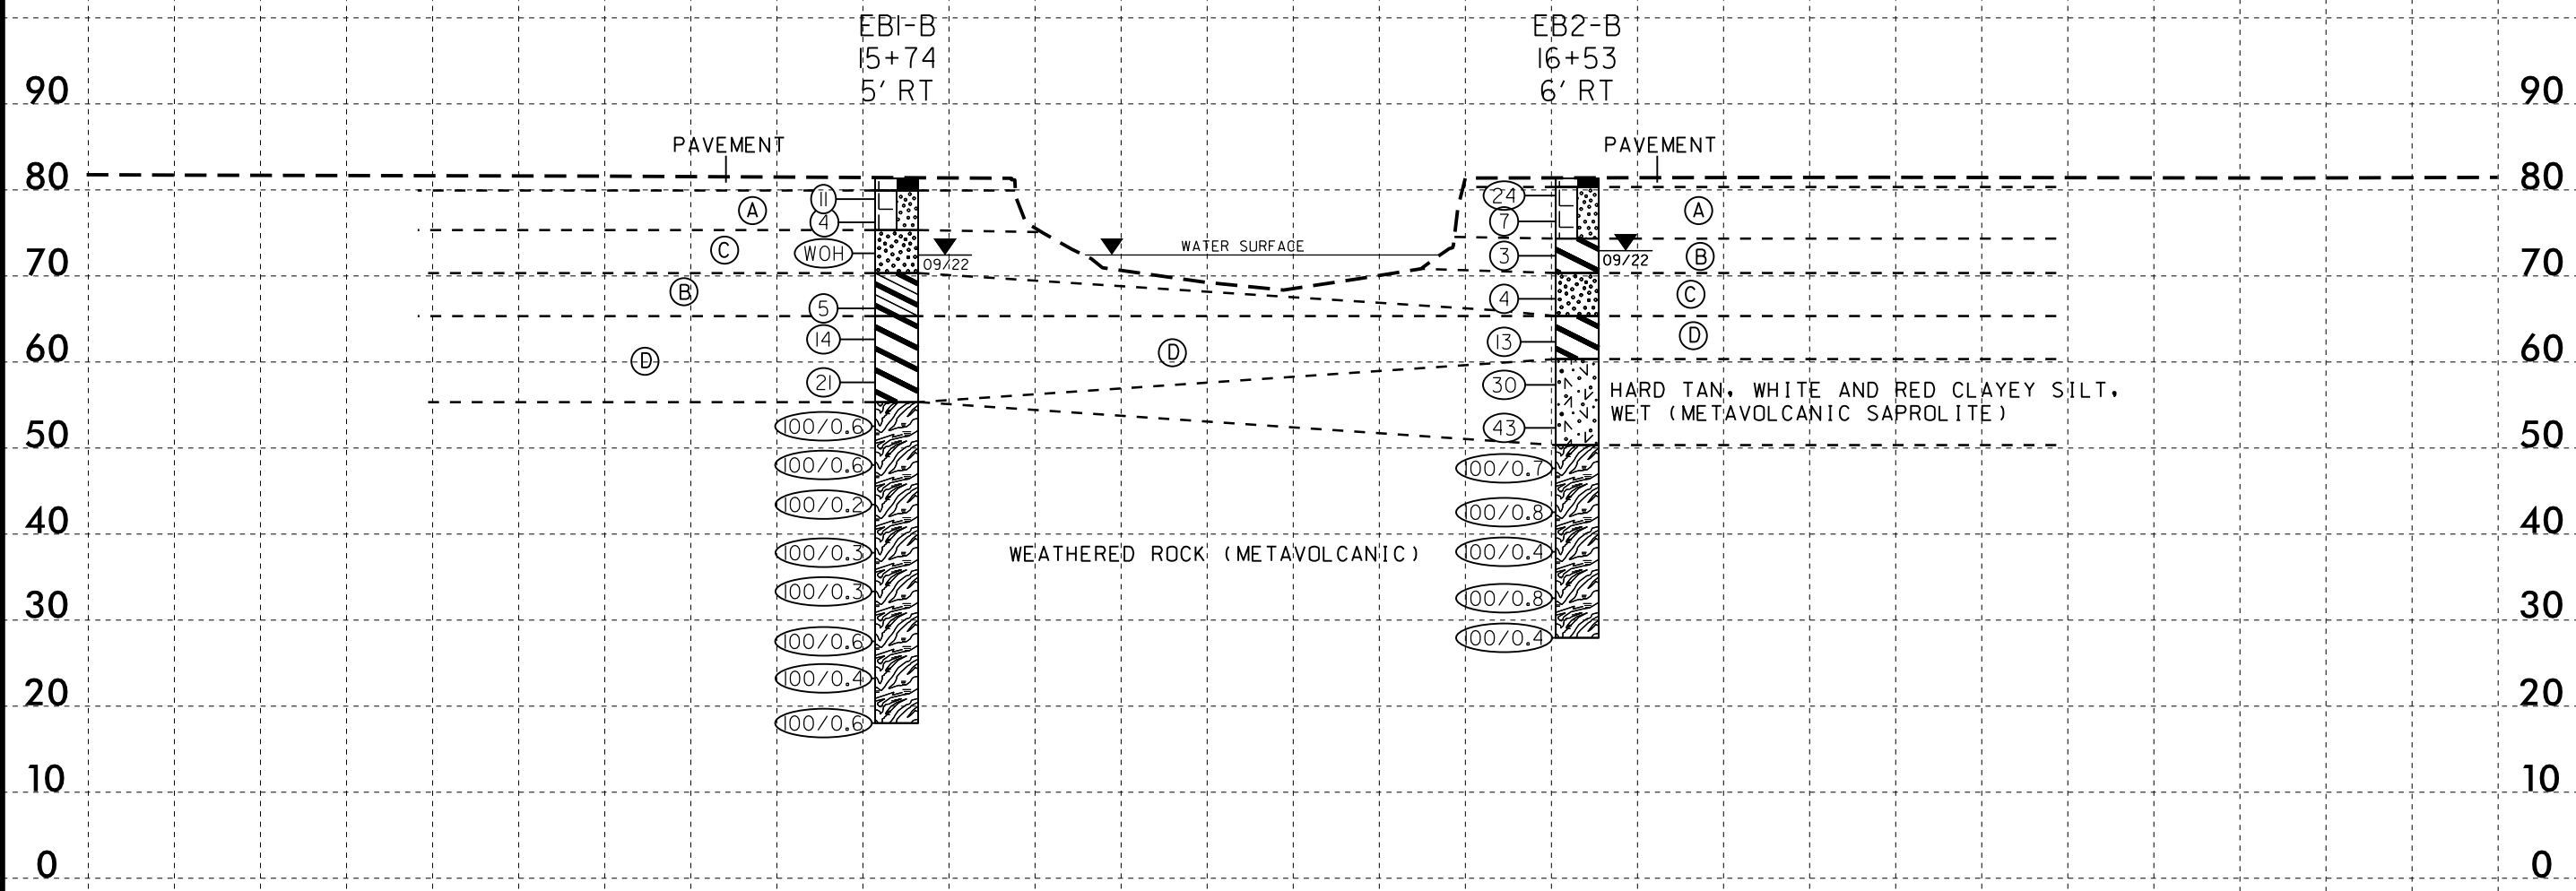 EB1-B
15+74
5' RT
EB2-B
16+53
6' RT
90
90
PAVEMENT
PAVEMENT
80
80
11
24
A
A
4
7
C
WOH
WATER SURFACE
3
B
09/22
09/22
70
70
B
4
C
5
14
13
D
D
D
60
60
21
30
HARD TAN, WHITE AND RED CLAYEY SILT,
WET (METAVOLCANIC SAPROLITE)
100/0.6
43
50
50
100/0.6
100/0.7
100/0.2
100/0.8
40
40
100/0.3
WEATHERED ROCK (METAVOLCANIC)
100/0.4
100/0.3
100/0.8
30
30
100/0.6
100/0.4
100/0.4
20
20
100/0.6
10
10
0
0